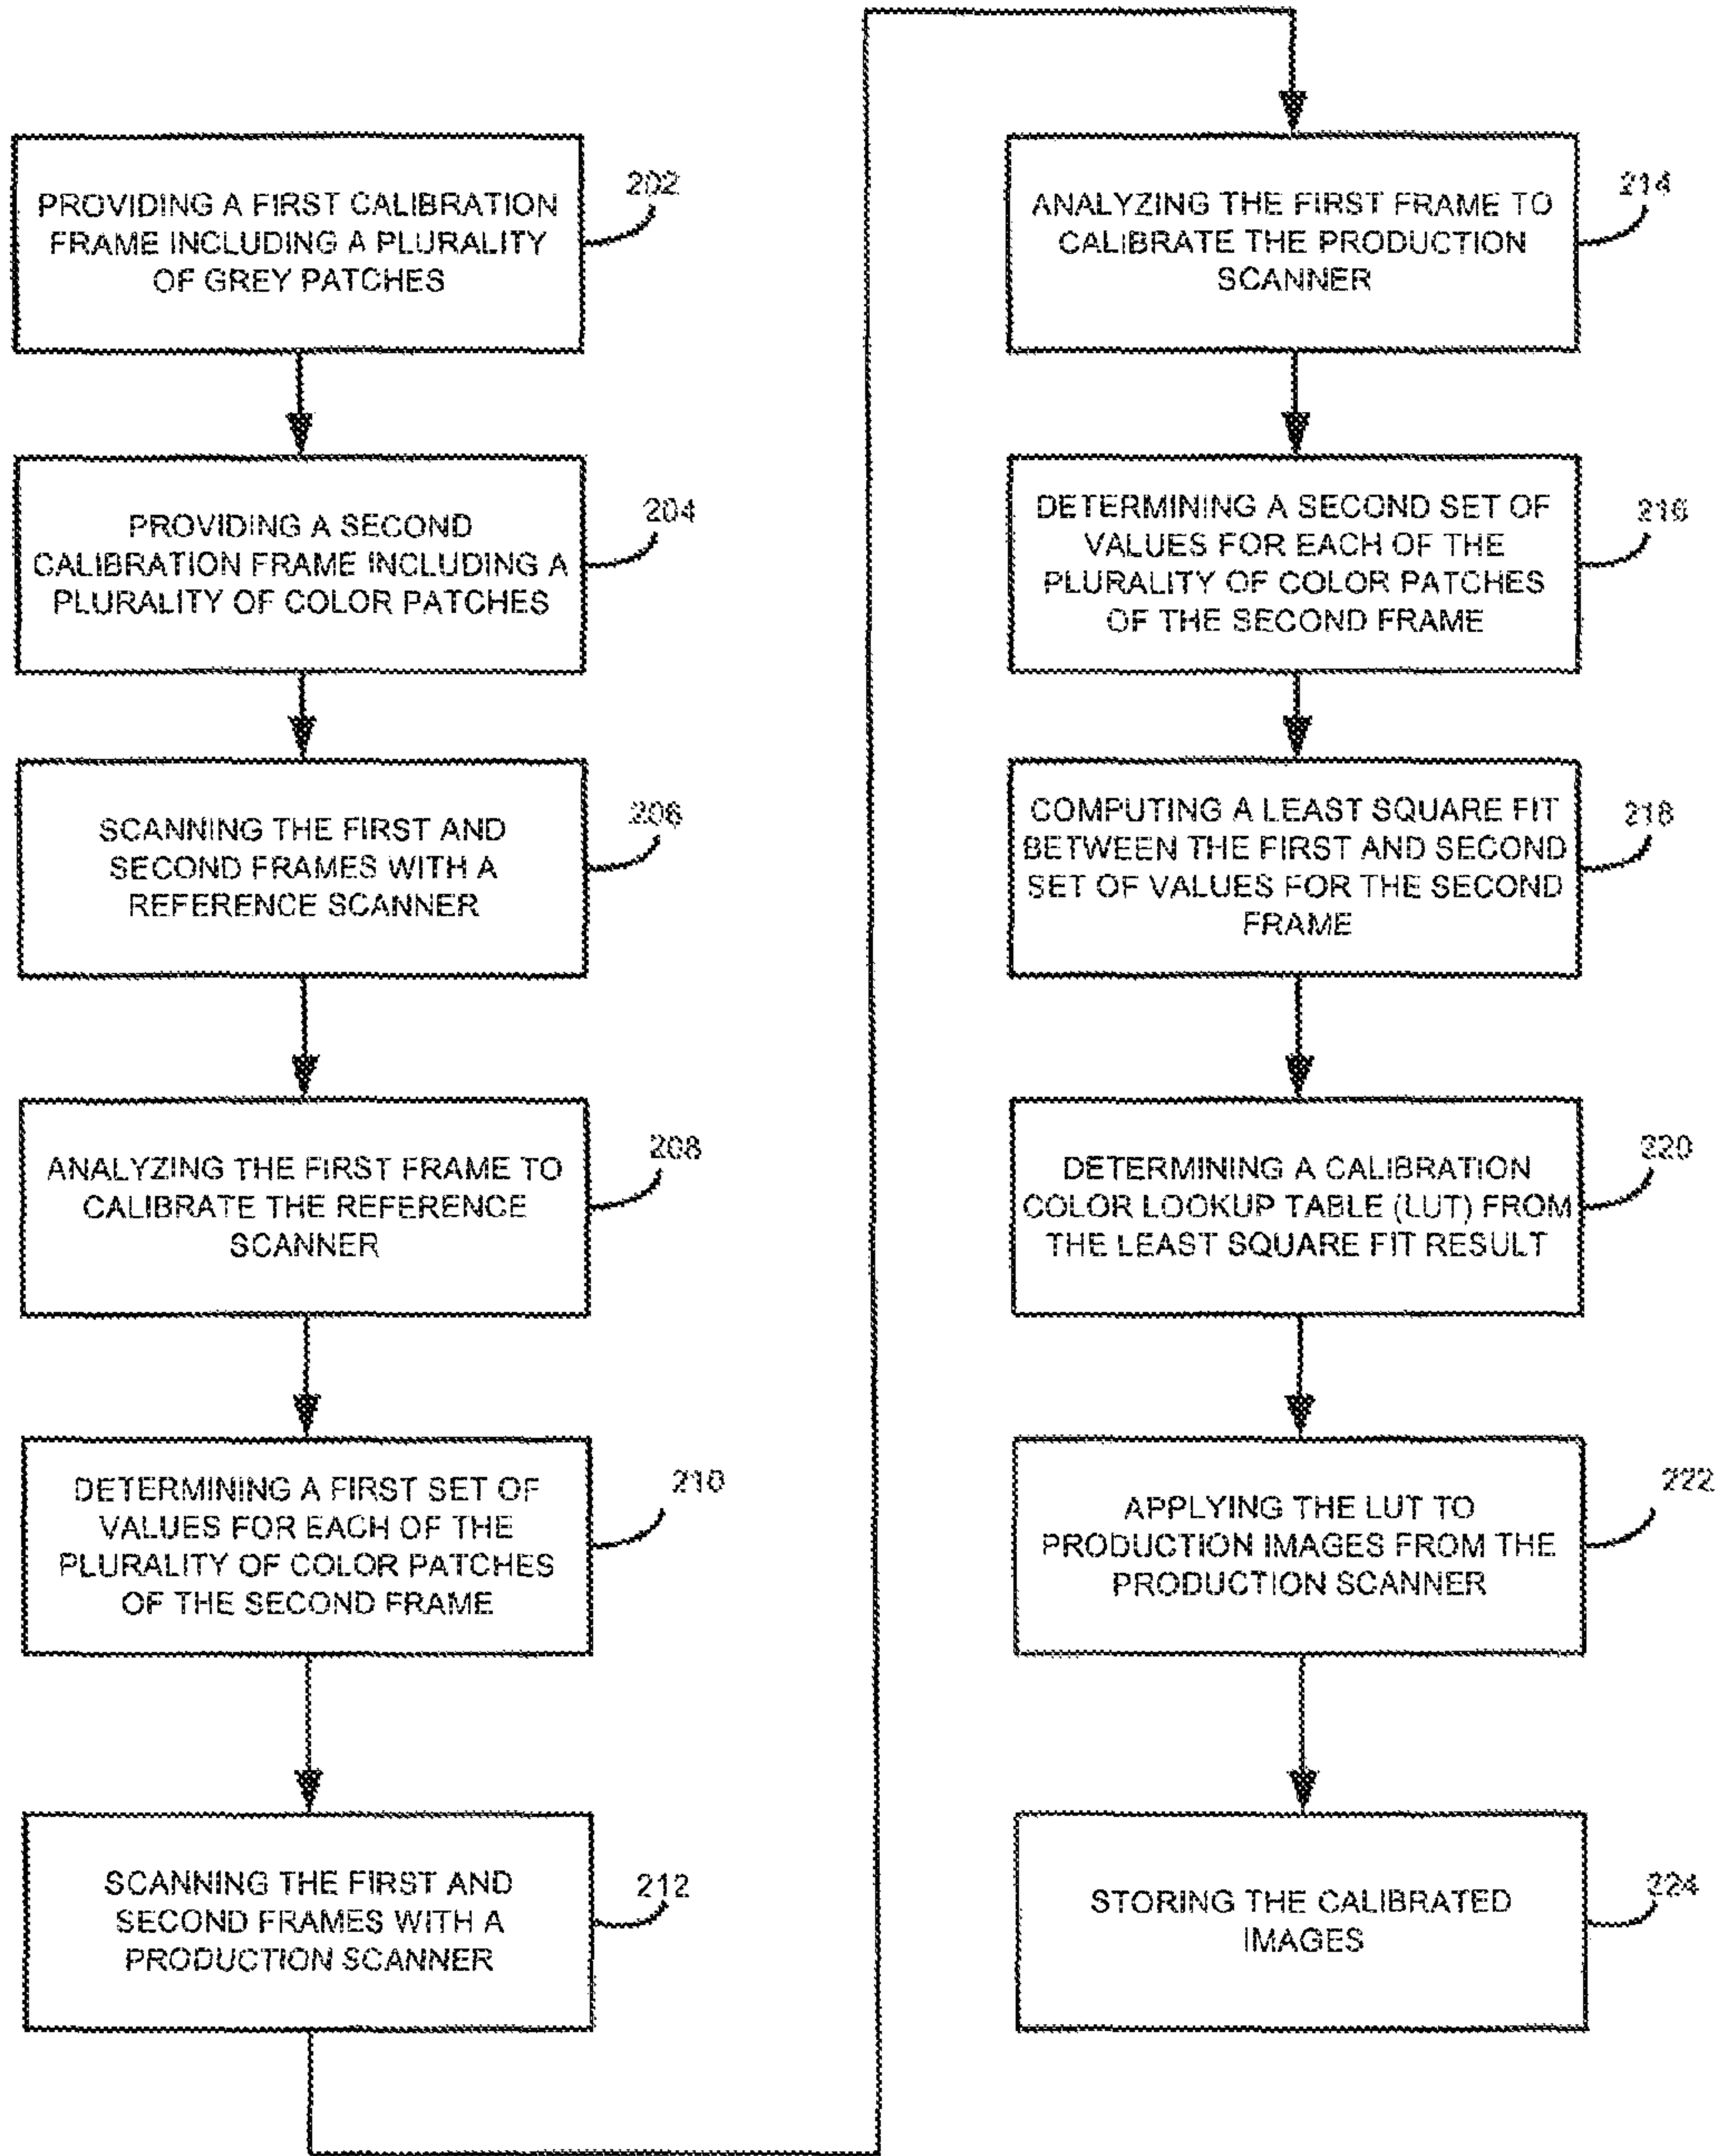 PROVIDING A FIRST CALIBRATION
FRAME INCLUDING A PLURALITY
OF GREY PATCHES
202
PROVIDING A SECOND
CALIBRATION FRAME INCLUDING A
PLURALITY OF COLOR PATCHES
204
SCANNING THE FIRST AND
SECOND FRAMES WITH A
REFERENCE SCANNER
206
ANALYZING THE FIRST FRAME TO
CALIBRATE THE REFERENCE
SCANNER
208
DETERMINING A FIRST SET OF
VALUES FOR EACH OF THE
PLURALITY OF COLOR PATCHES
OF THE SECOND FRAME
210
SCANNING THE FIRST AND
SECOND FRAMES WITH A
PRODUCTION SCANNER
212
ANALYZING THE FIRST FRAME TO
CALIBRATE THE PRODUCTION
SCANNER
214
DETERMINING A SECOND SET OF
VALUES FOR EACH OF THE
PLURALITY OF COLOR PATCHES
OF THE SECOND FRAME
216
COMPUTING A LEAST SQUARE FIT
BETWEEN THE FIRST AND SECOND
SET OF VALUES FOR THE SECOND
FRAME
218
DETERMINING A CALIBRATION
COLOR LOOKUP TABLE (LUT) FROM
THE LEAST SQUARE FIT RESULT
220
APPLYING THE LUT TO
PRODUCTION IMAGES FROM THE
PRODUCTION SCANNER
222
STORING THE CALIBRATED
IMAGES
224